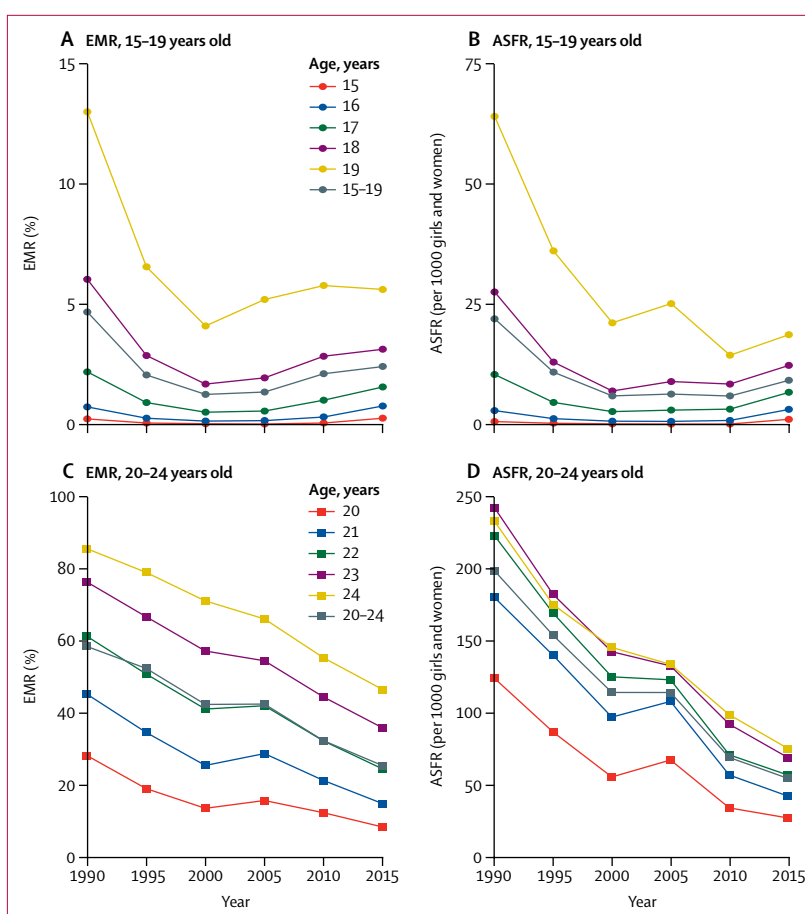 A EMR, 15–19 years old
15
10
5
0
EMR (%)
Age, years
15
16
17
18
19
15–19
B ASFR, 15–19 years old
75
50
25
0
ASFR (per 1000 girls and women)
C EMR, 20–24 years old
100
80
60
40
20
0
EMR (%)
Age, years
20
21
22
23
24
20–24
1990 1995 2000 2005 2010 2015
Year
D ASFR, 20–24 years old
250
200
150
100
50
0
ASFR (per 1000 girls and women)
1990 1995 2000 2005 2010 2015
Year